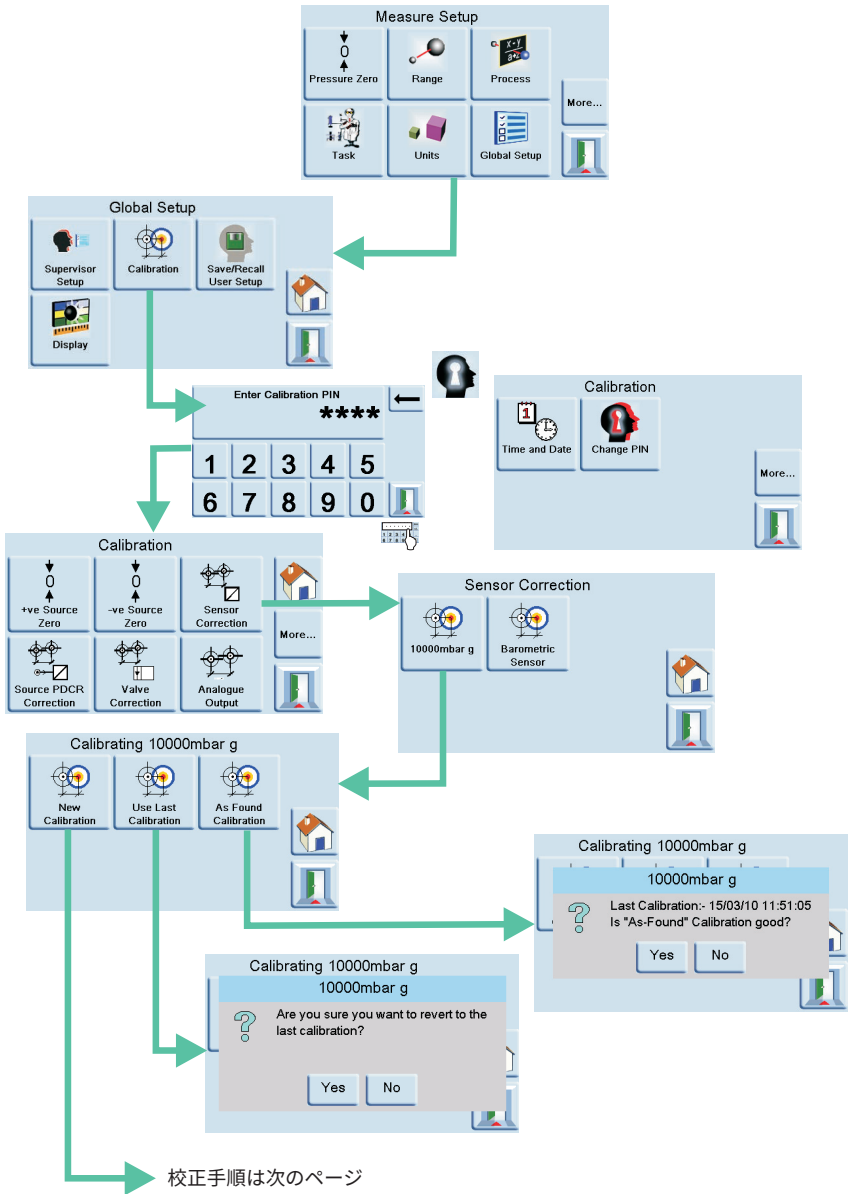 Measure Setup
0
Pressure Zero
Range
x-y
a+z
Process
More...
Task
Units
Global Setup
Global Setup
Supervisor
Setup
Calibration
Save/Recall
User Setup
Display
Enter Calibration PIN
****
1 2 3 4 5
6 7 8 9 0
Calibration
1
Time and Date
Change PIN
More...
Calibration
0
+ve Source
Zero
0
-ve Source
Zero
Sensor
Correction
More...
Source PDCR
Correction
Valve
Correction
Analogue
Output
Sensor Correction
10000mbar g
Barometric
Sensor
Calibrating 10000mbar g
New
Calibration
Use Last
Calibration
As Found
Calibration
Calibrating 10000mbar g
10000mbar g
Last Calibration:- 15/03/10 11:51:05
Is "As-Found" Calibration good?
Yes
No
Calibrating 10000mbar g
10000mbar g
Are you sure you want to revert to the
last calibration?
Yes
No
校正手順は次のページ